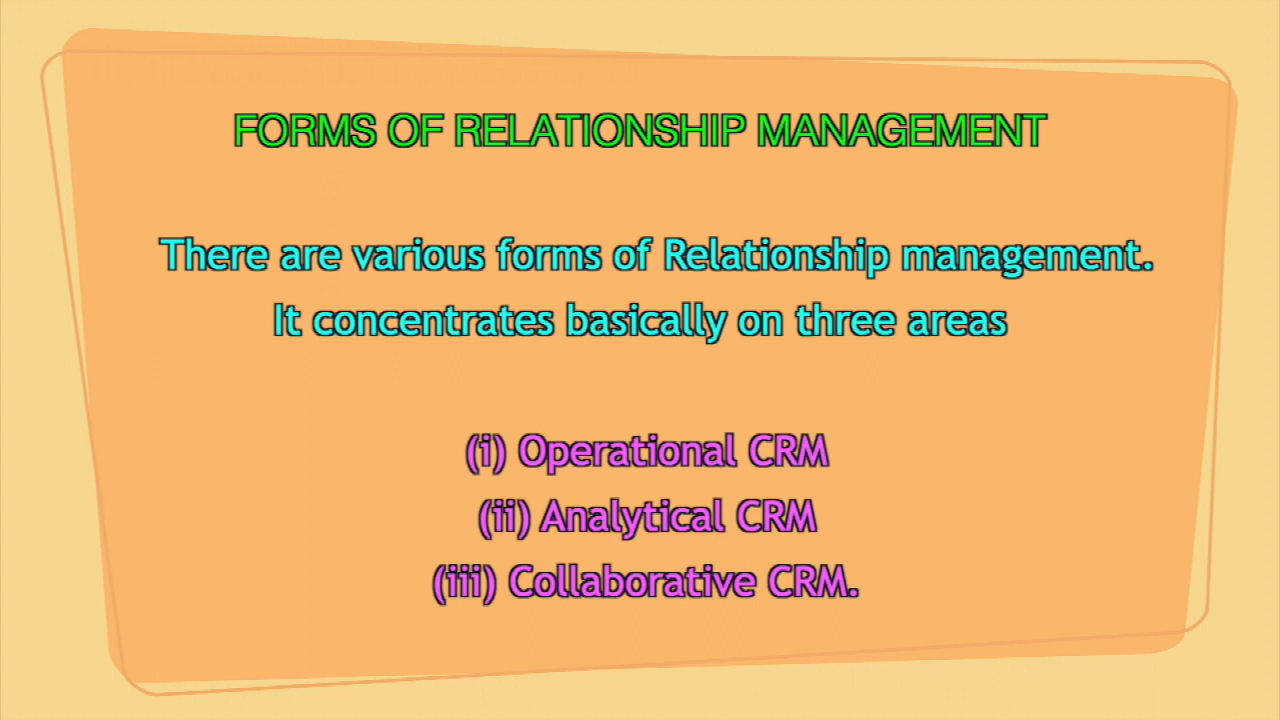 FORMS OF RELATIONSHIP MANAGEMENT
There are various forms of Relationship management.
It concentrates basically on three areas
(i) Operational CRM
(ii) Analytical CRM
(iii) Collaborative CRM.